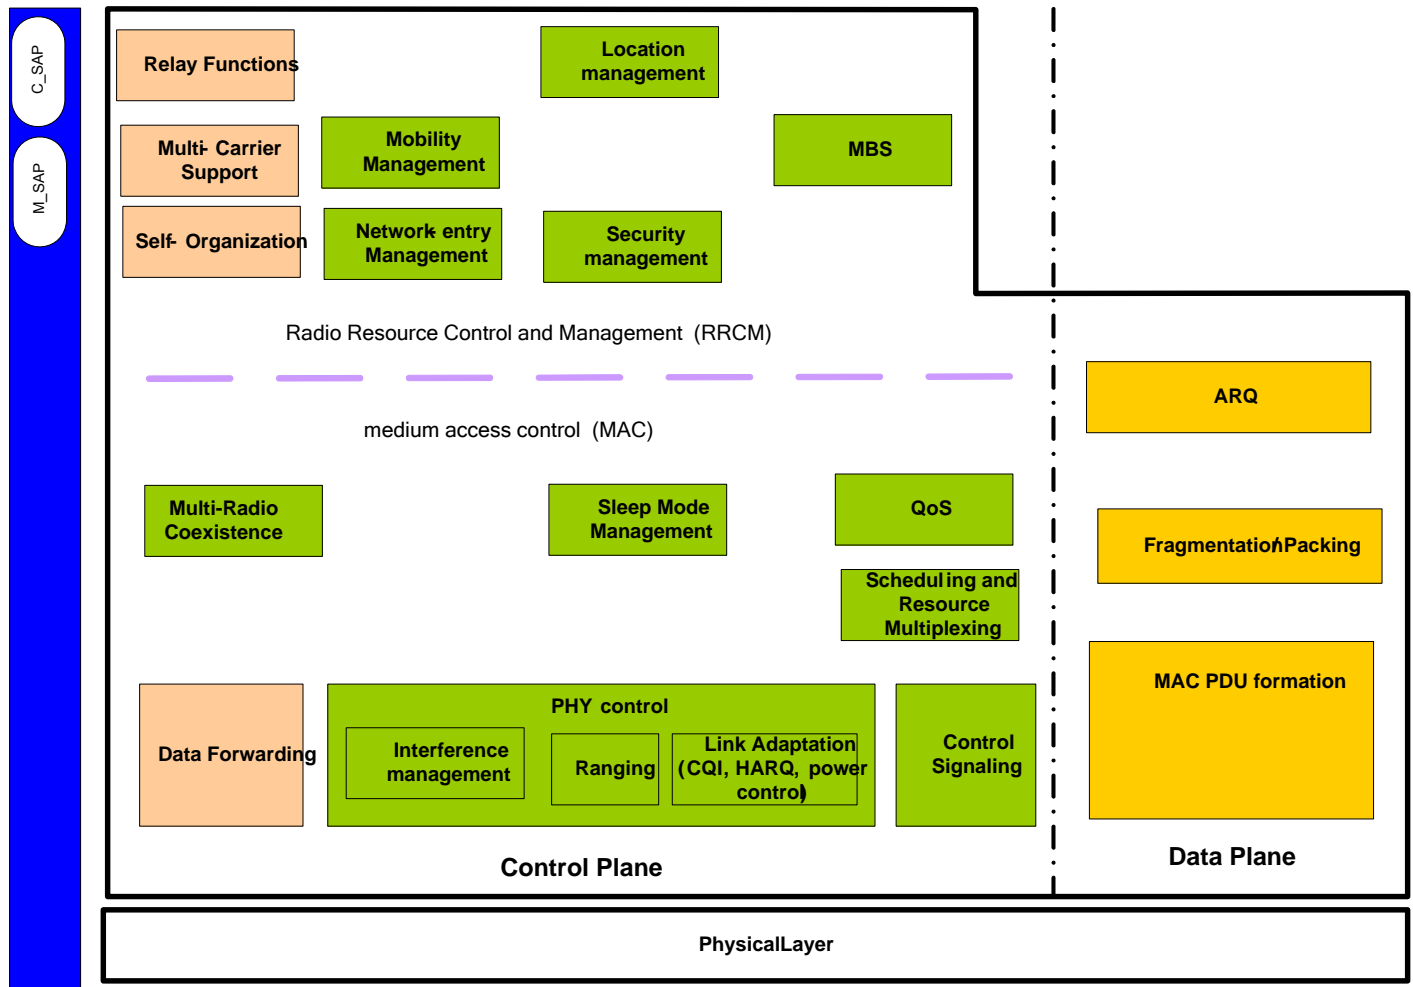 C_SAP
M_SAP
Relay Functions
Location
management
Multi- Carrier
Support
Mobility
Management
MBS
Self- Organization
Network- entry
Management
Security
management
Radio Resource Control and Management (RRCM)
medium access control (MAC)
ARQ
Multi-Radio
Coexistence
Sleep Mode
Management
QoS
Fragmentation/Packing
Scheduling and
Resource
Multiplexing
MAC PDU formation
Data Forwarding
PHY control
Interference
management
Ranging
Link Adaptation
(CQI, HARQ, power
control)
Control
Signaling
Control Plane
Data Plane
PhysicalLayer